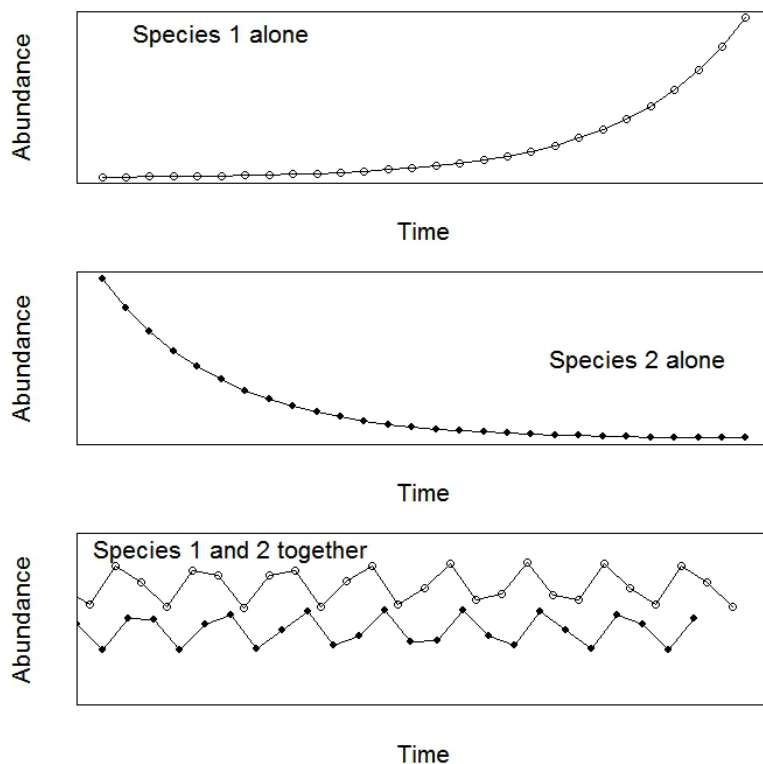 Species 1 alone
Abundance
Time
Species 2 alone
Abundance
Time
Species 1 and 2 together
Abundance
Time